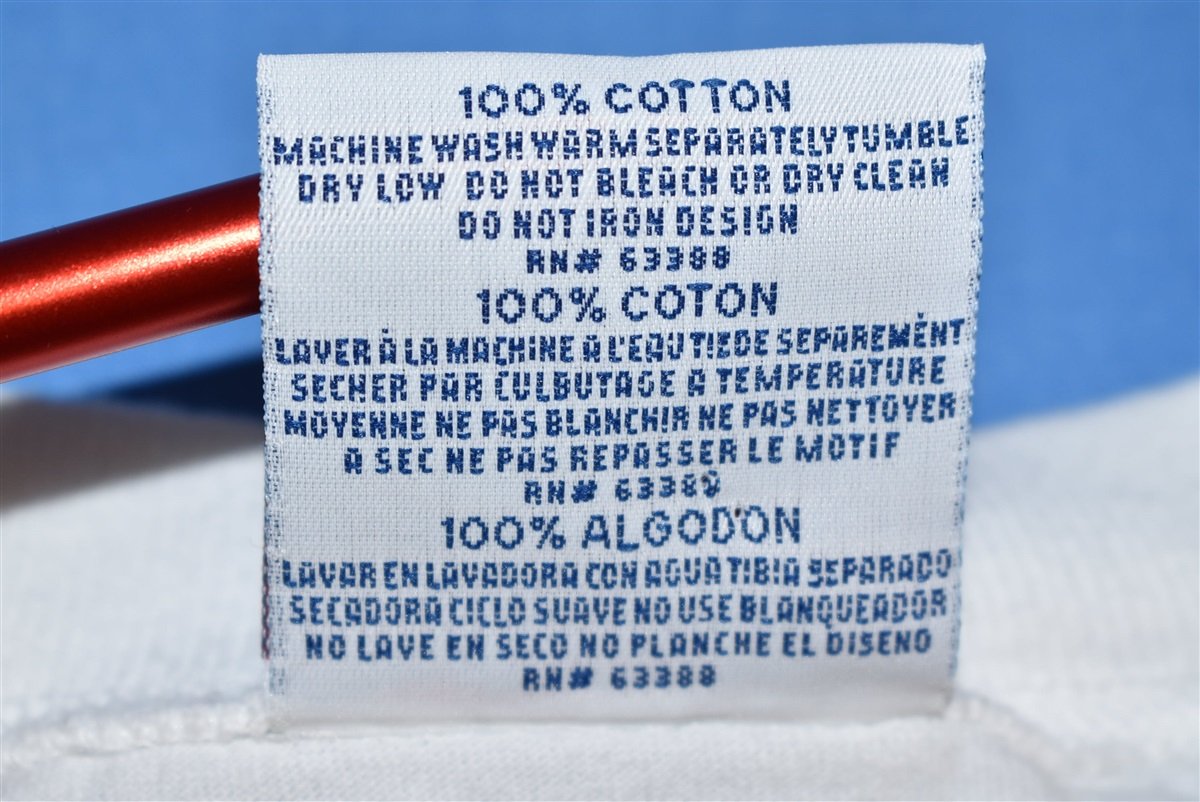 100% COTTON
MACHINE WASH WARM SEPARATELY TUMBLE
DRY LOW DO NOT BLEACH OR DRY CLEAN
DO NOT IRON DESIGN
RN# 63388
100% COTON
LAVER À LA MAÇHINE À L'EAU TIEDE SEPAREMÈNT
SECHER PAR CULBUTAGE A TEMPERATURE
MOYENNE NE PAS BLANCHIR NE PAS NETTOYER
A SEC NE PAS REPASSER LE MOTIF
RN# 63388
100% ALGODON
LAVAR EN LAVADORA CON AGUA TIBIA SEPARADO
SECADORA CICLO SUAVE NO USE BLANQUEADOR
NO LAVE EN SECO NO PLANCHE EL DISENO
RN# 63388